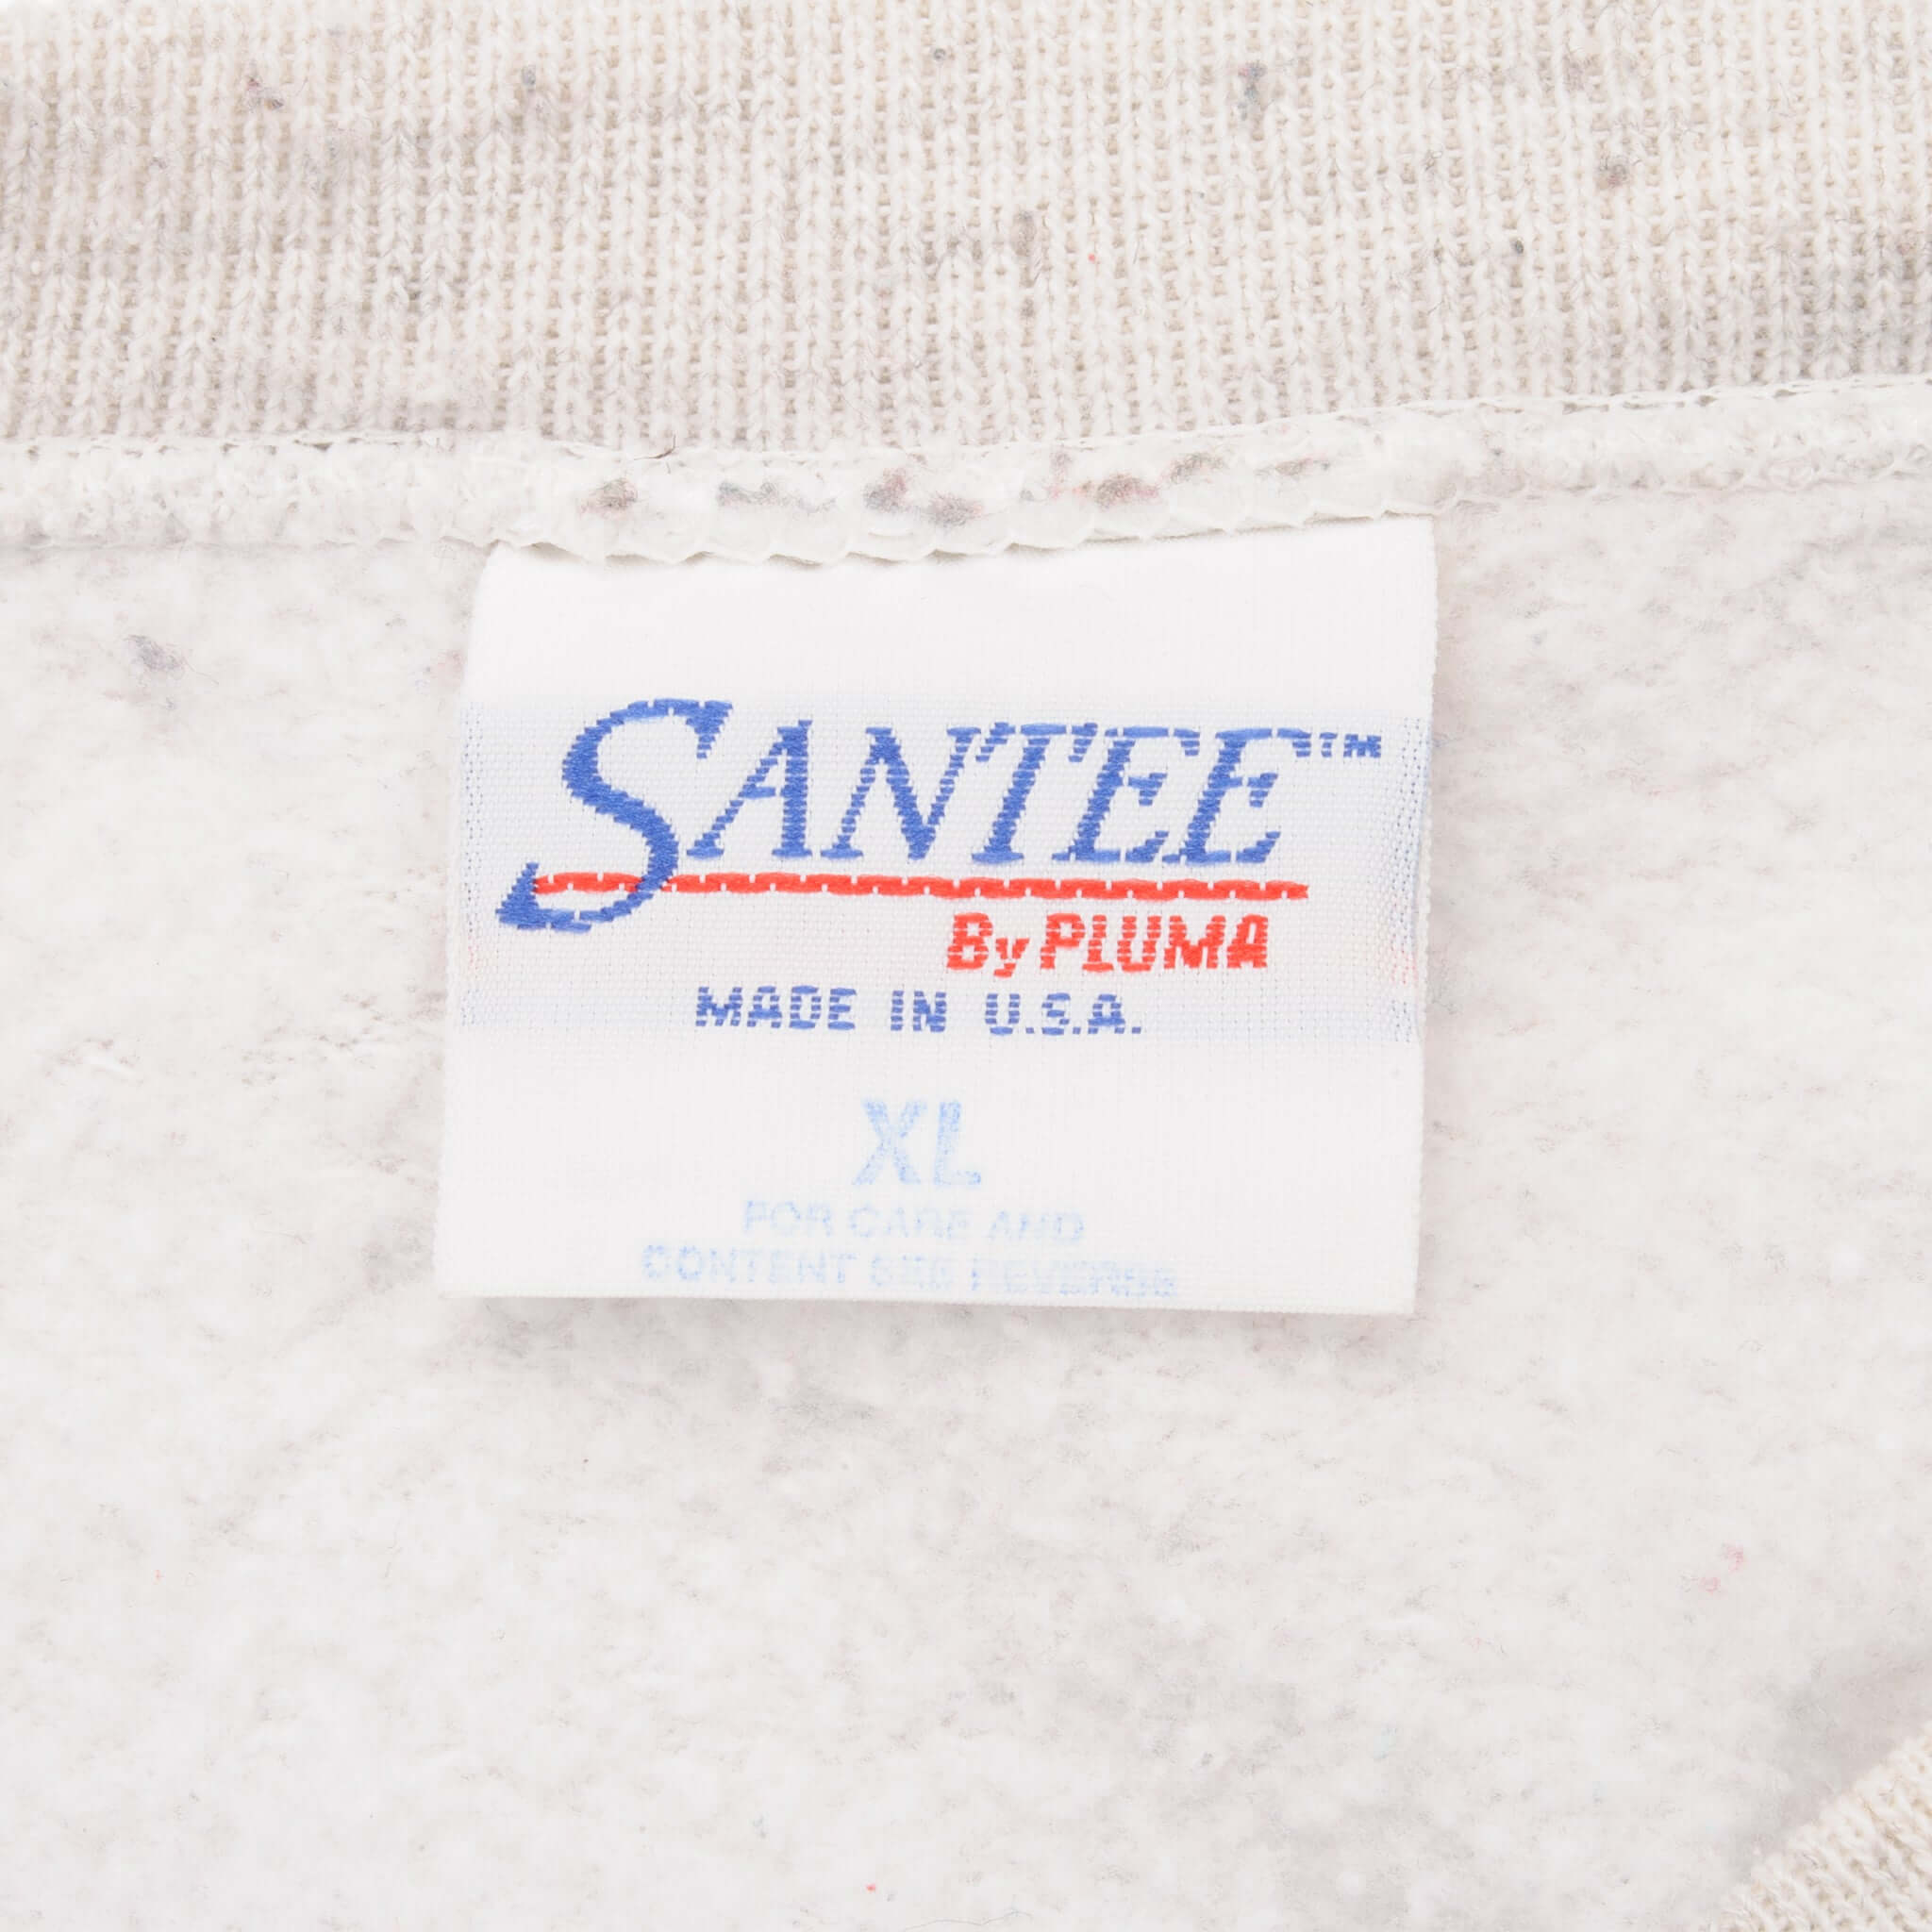 SANTEE™
By PLUMA
MADE IN U.S.A.
XL
FOR CARE AND
CONTENT SEE REVERSE